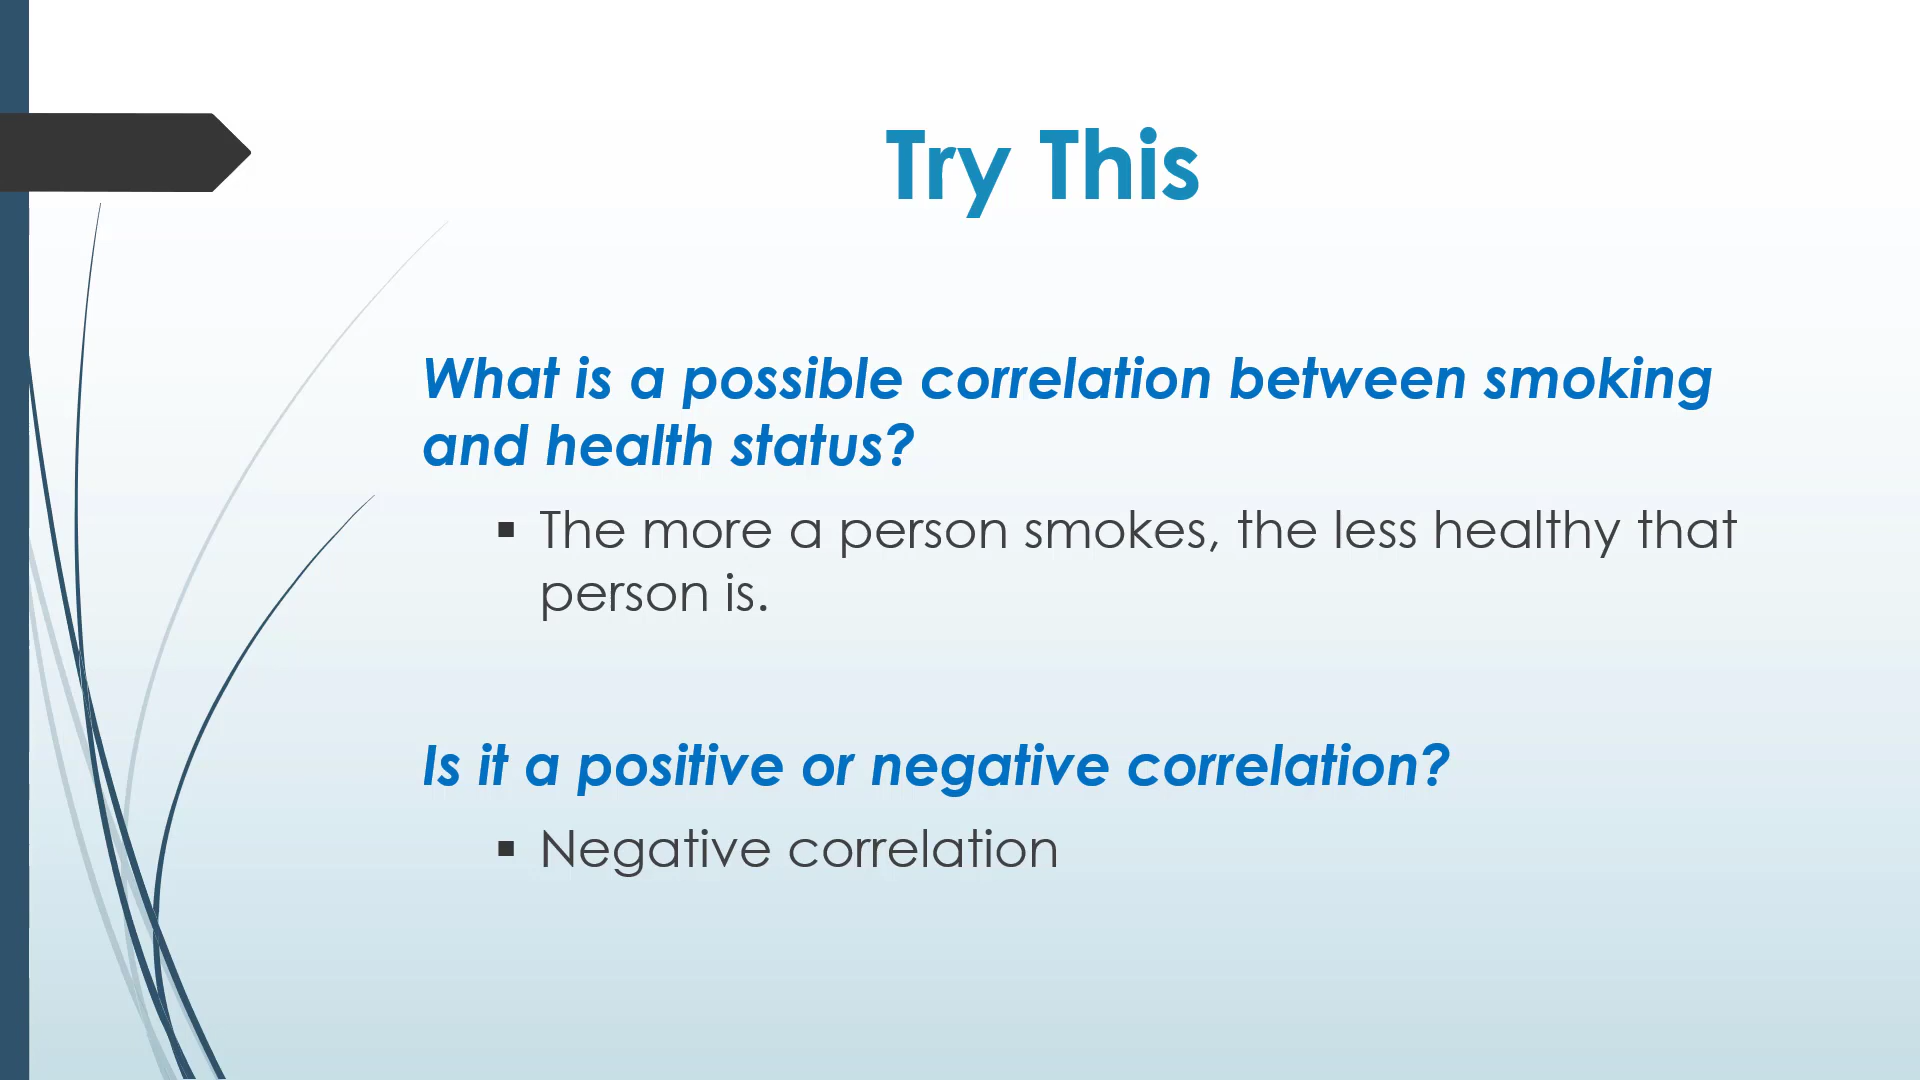 Try This
What is a possible correlation between smoking
and health status?
▪ The more a person smokes, the less healthy that
person is.
Is it a positive or negative correlation?
▪ Negative correlation